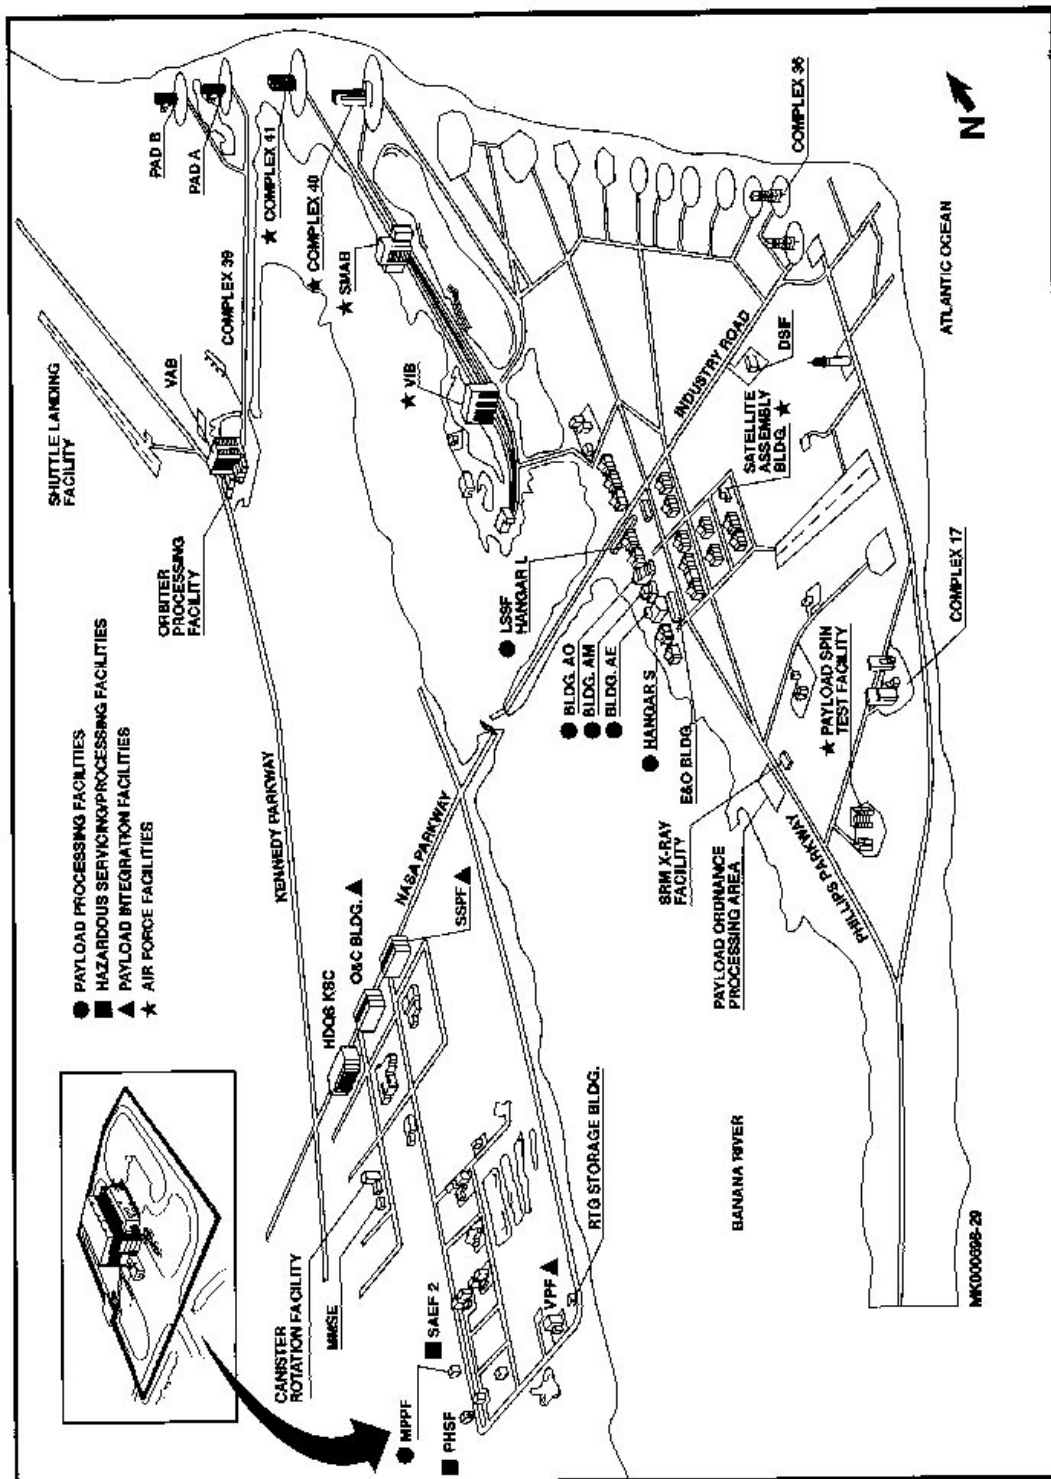 ● PAYLOAD PROCESSING FACILITIES
■ HAZARDOUS SERVICING/PROCESSING FACILITIES
▲ PAYLOAD INTEGRATION FACILITIES
★ AIR FORCE FACILITIES
SHUTTLE LANDING
FACILITY
VAB
COMPLEX 39
PAD B
PAD A
★ COMPLEX 41
★ COMPLEX 40
★ SMAB
★ VIB
ORBITER
PROCESSING
FACILITY
KENNEDY PARKWAY
NASA PARKWAY
HDQS KSC
O&C BLDG. ▲
SSPF ▲
CANISTER
ROTATION FACILITY
MMSE
● MPPF
■ PHSF
■ SAEF 2
VPF ▲
RTG STORAGE BLDG.
● LSSF
HANGAR L
● BLDG. AO
● BLDG. AM
● BLDG. AE
● HANGAR S
E&O BLDG.
SRM X-RAY
FACILITY
PAYLOAD ORDNANCE
PROCESSING AREA
PHILLIPS PARKWAY
★ PAYLOAD SPIN
TEST FACILITY
COMPLEX 17
INDUSTRY ROAD
DSIF
SATELLITE
ASSEMBLY
BLDG. ★
COMPLEX 36
N
ATLANTIC OCEAN
BANANA RIVER
MK000698-29